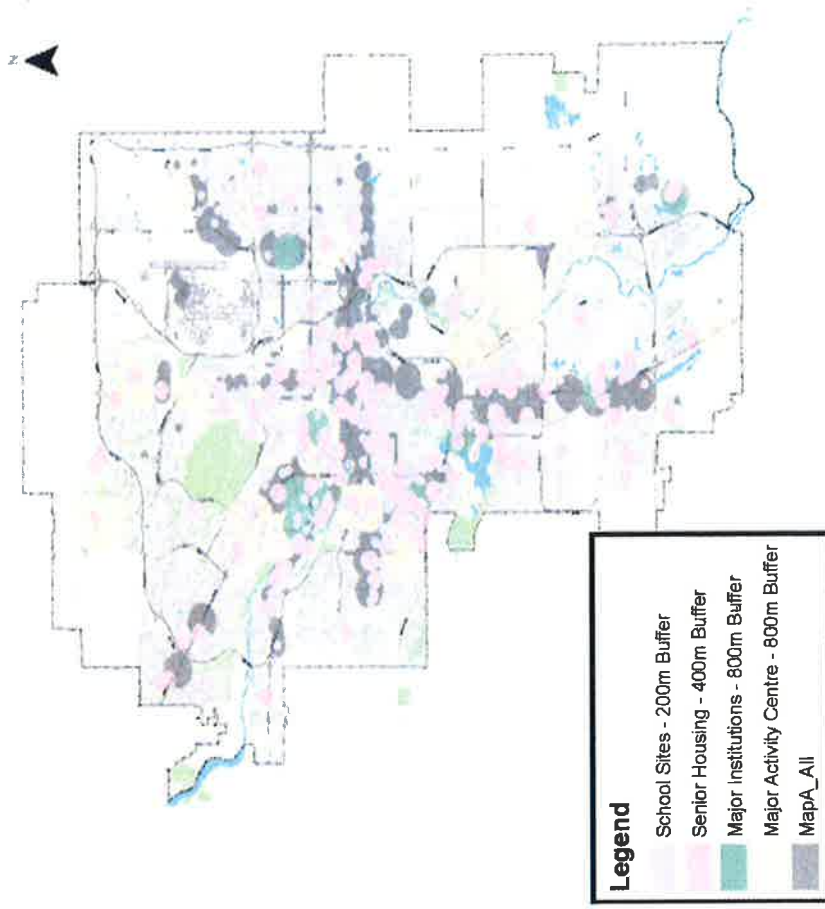 N
Legend
School Sites - 200m Buffer
Senior Housing - 400m Buffer
Major Institutions - 800m Buffer
Major Activity Centre - 800m Buffer
MapA_All